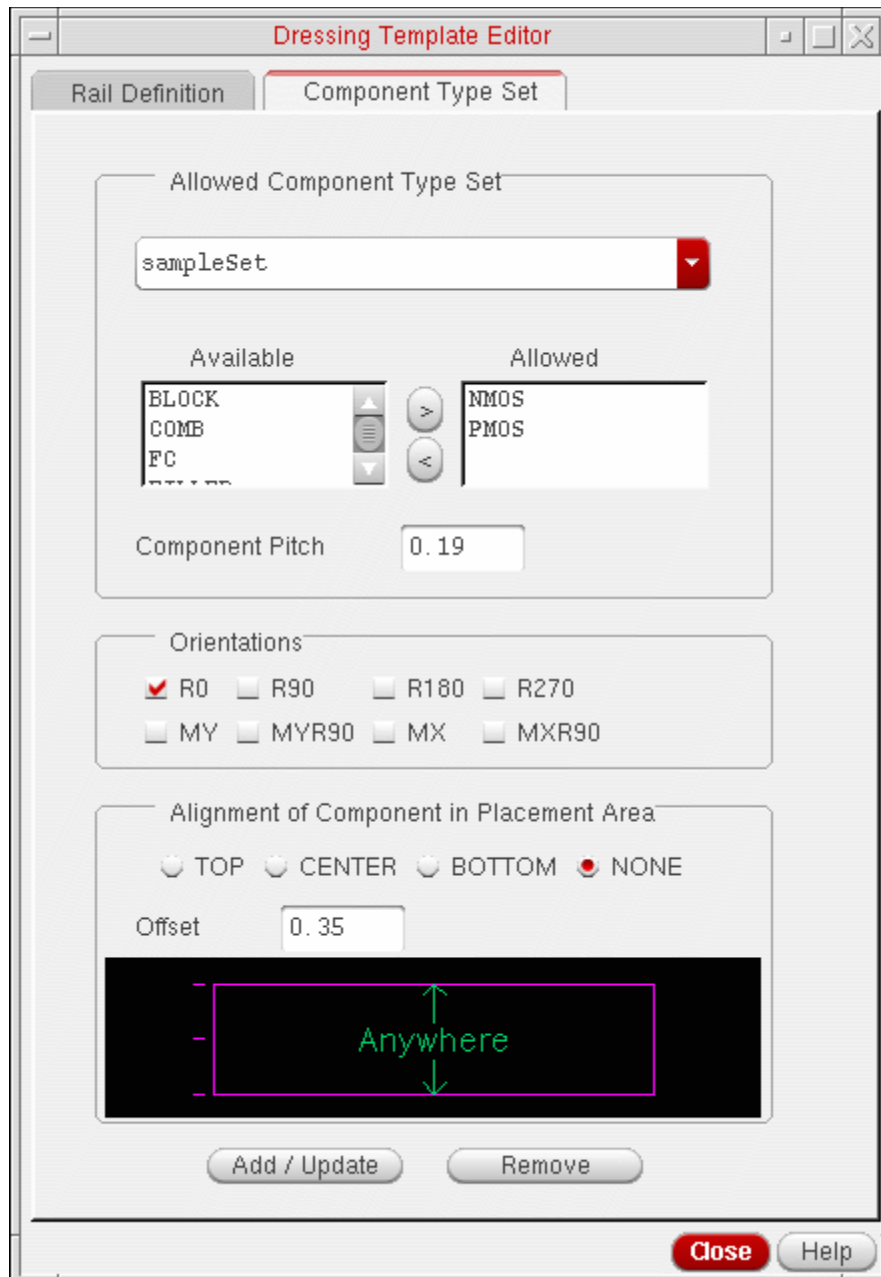 Dressing Template Editor
Rail Definition Component Type Set
Allowed Component Type Set
sampleSet
Available Allowed
BLOCK
COMB
FC
NMOS
PMOS
>
<
Component Pitch 0.19
Orientations
R0 R90 R180 R270
MY MYR90 MX MXR90
Alignment of Component in Placement Area
TOP CENTER BOTTOM NONE
Offset 0.35
Anywhere
Add / Update Remove
Close Help